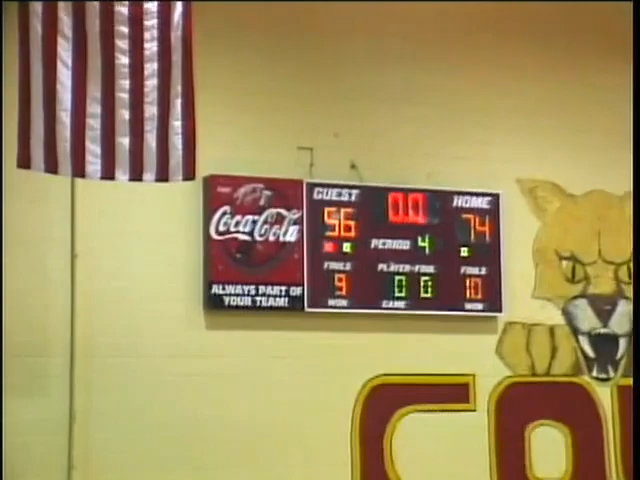 GUEST
HOME
56
0.0
74
PERIOD 4
FOULS
PLAYER-FOUL
FOULS
9
0 0
10
WON
GAME
WON
Coca-Cola
ALWAYS PART OF
YOUR TEAM!
CO